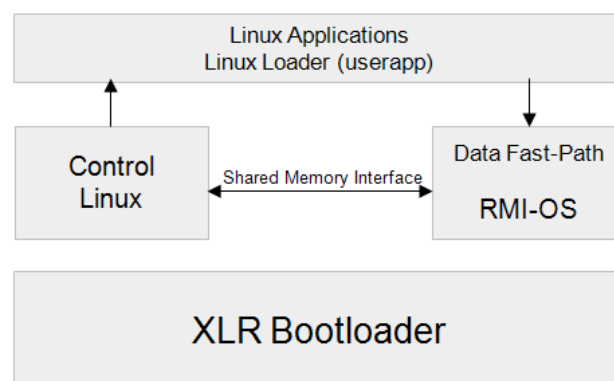 Linux Applications
Linux Loader (userapp)
Control
Linux
Shared Memory Interface
Data Fast-Path
RMI-OS
XLR Bootloader